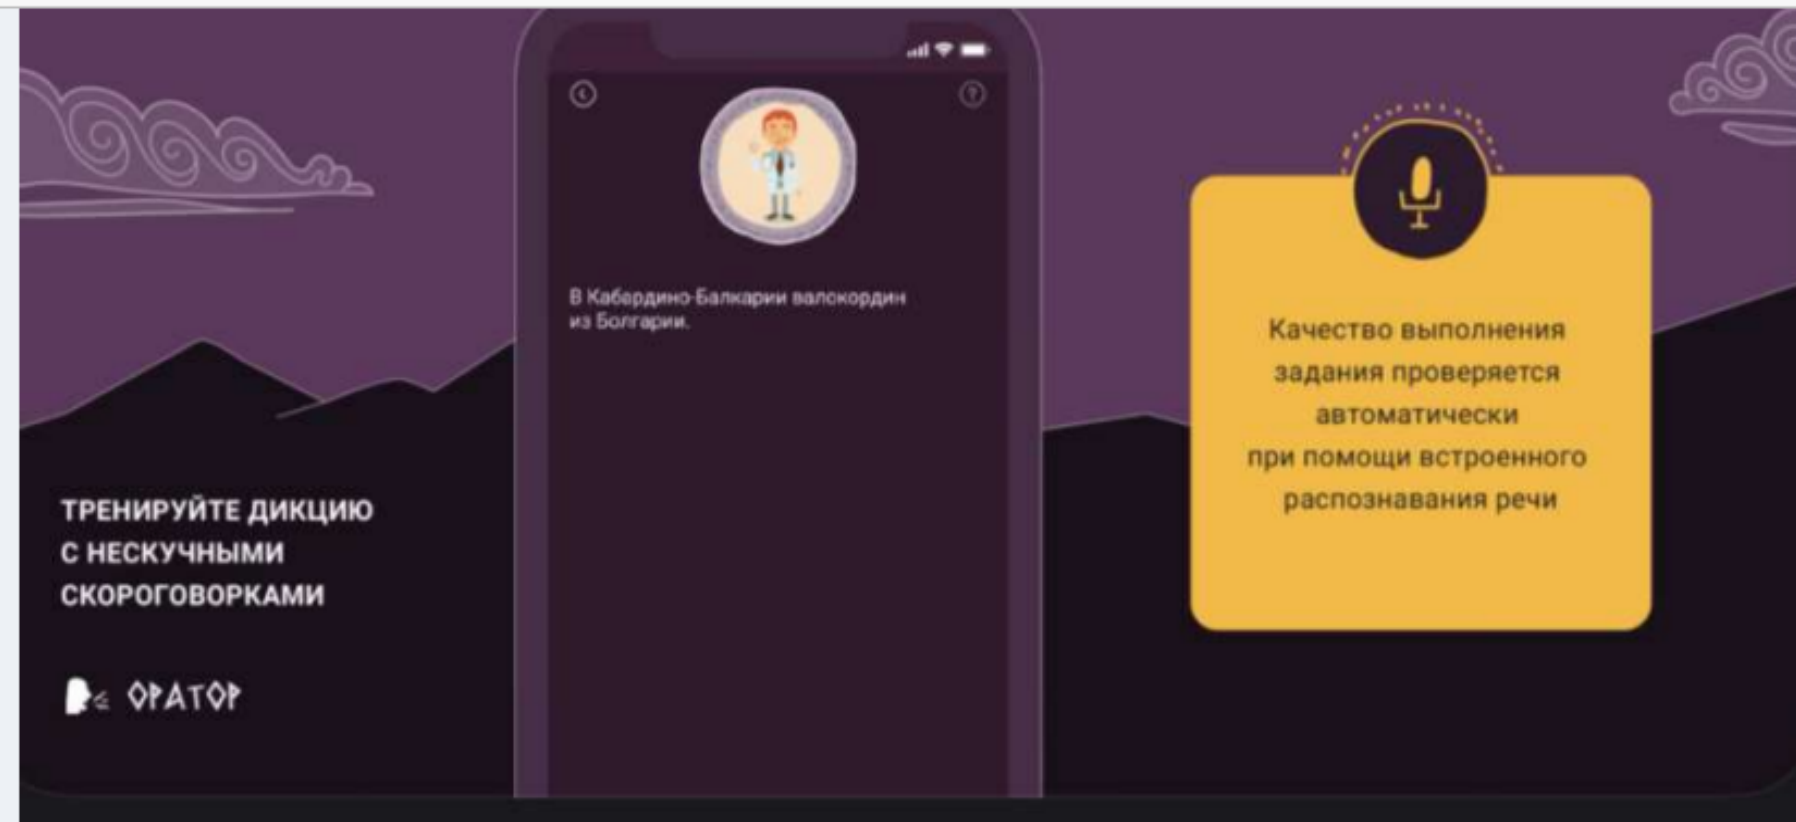 В Кабардино-Балкарии валокордин
из Болгарии.
ТРЕНИРУЙТЕ ДИКЦИЮ
С НЕСКУЧНЫМИ
СКОРОГОВОРКАМИ
ОРАТОР
Качество выполнения
задания проверяется
автоматически
при помощи встроенного
распознавания речи